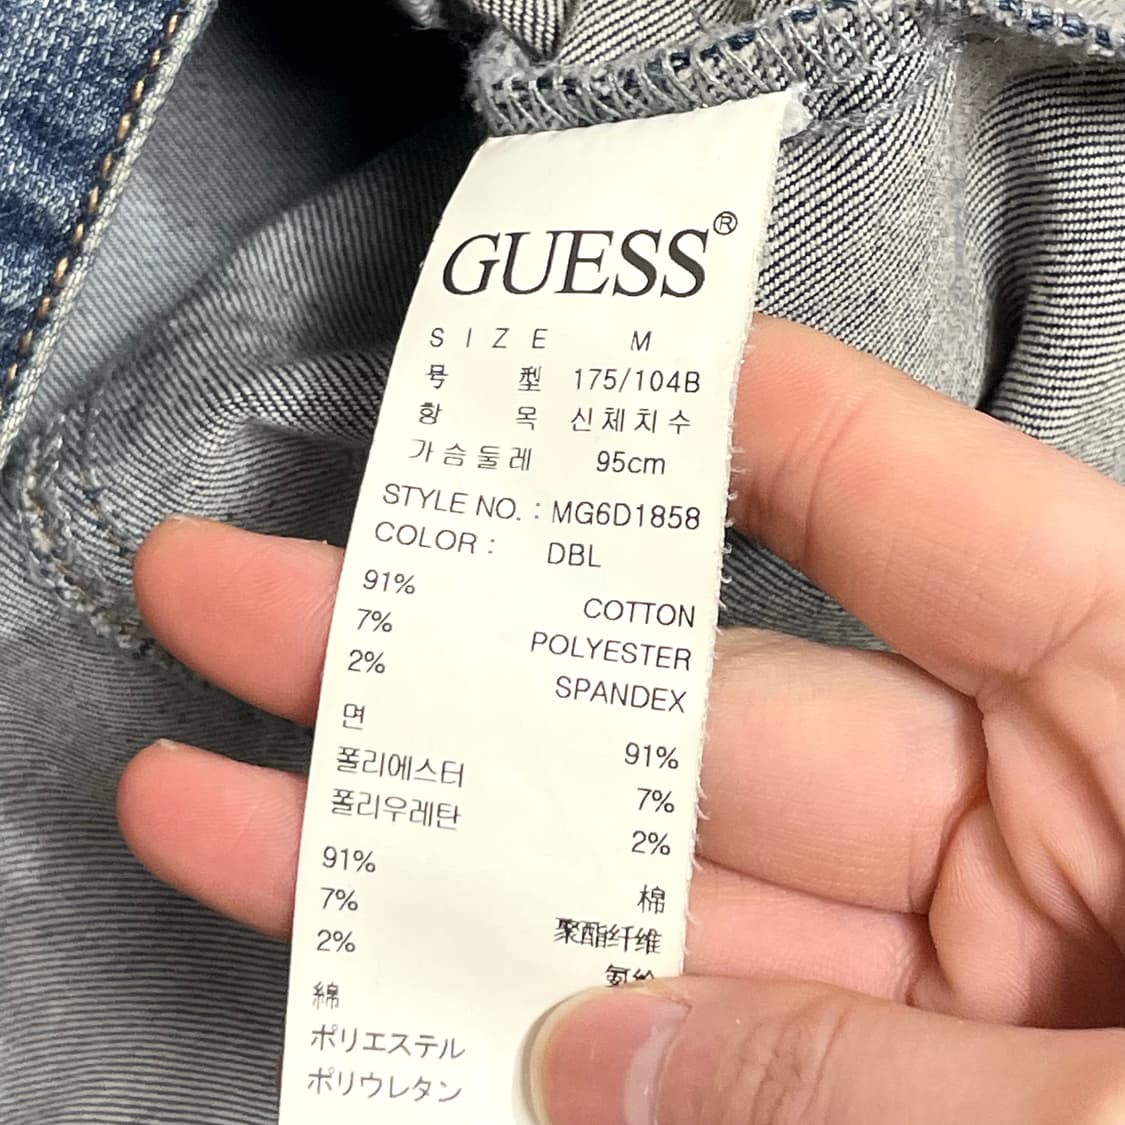 GUESS®
SIZE M
号 型 175/104B
항 목 신체치수
가슴둘레 95cm
STYLE NO. : MG6D1858
COLOR : DBL
91% COTTON
7% POLYESTER
2% SPANDEX
면 91%
폴리에스터 7%
폴리우레탄 2%
91% 棉
7% 聚酯纤维
2% 氨纶
綿
ポリエステル
ポリウレタン